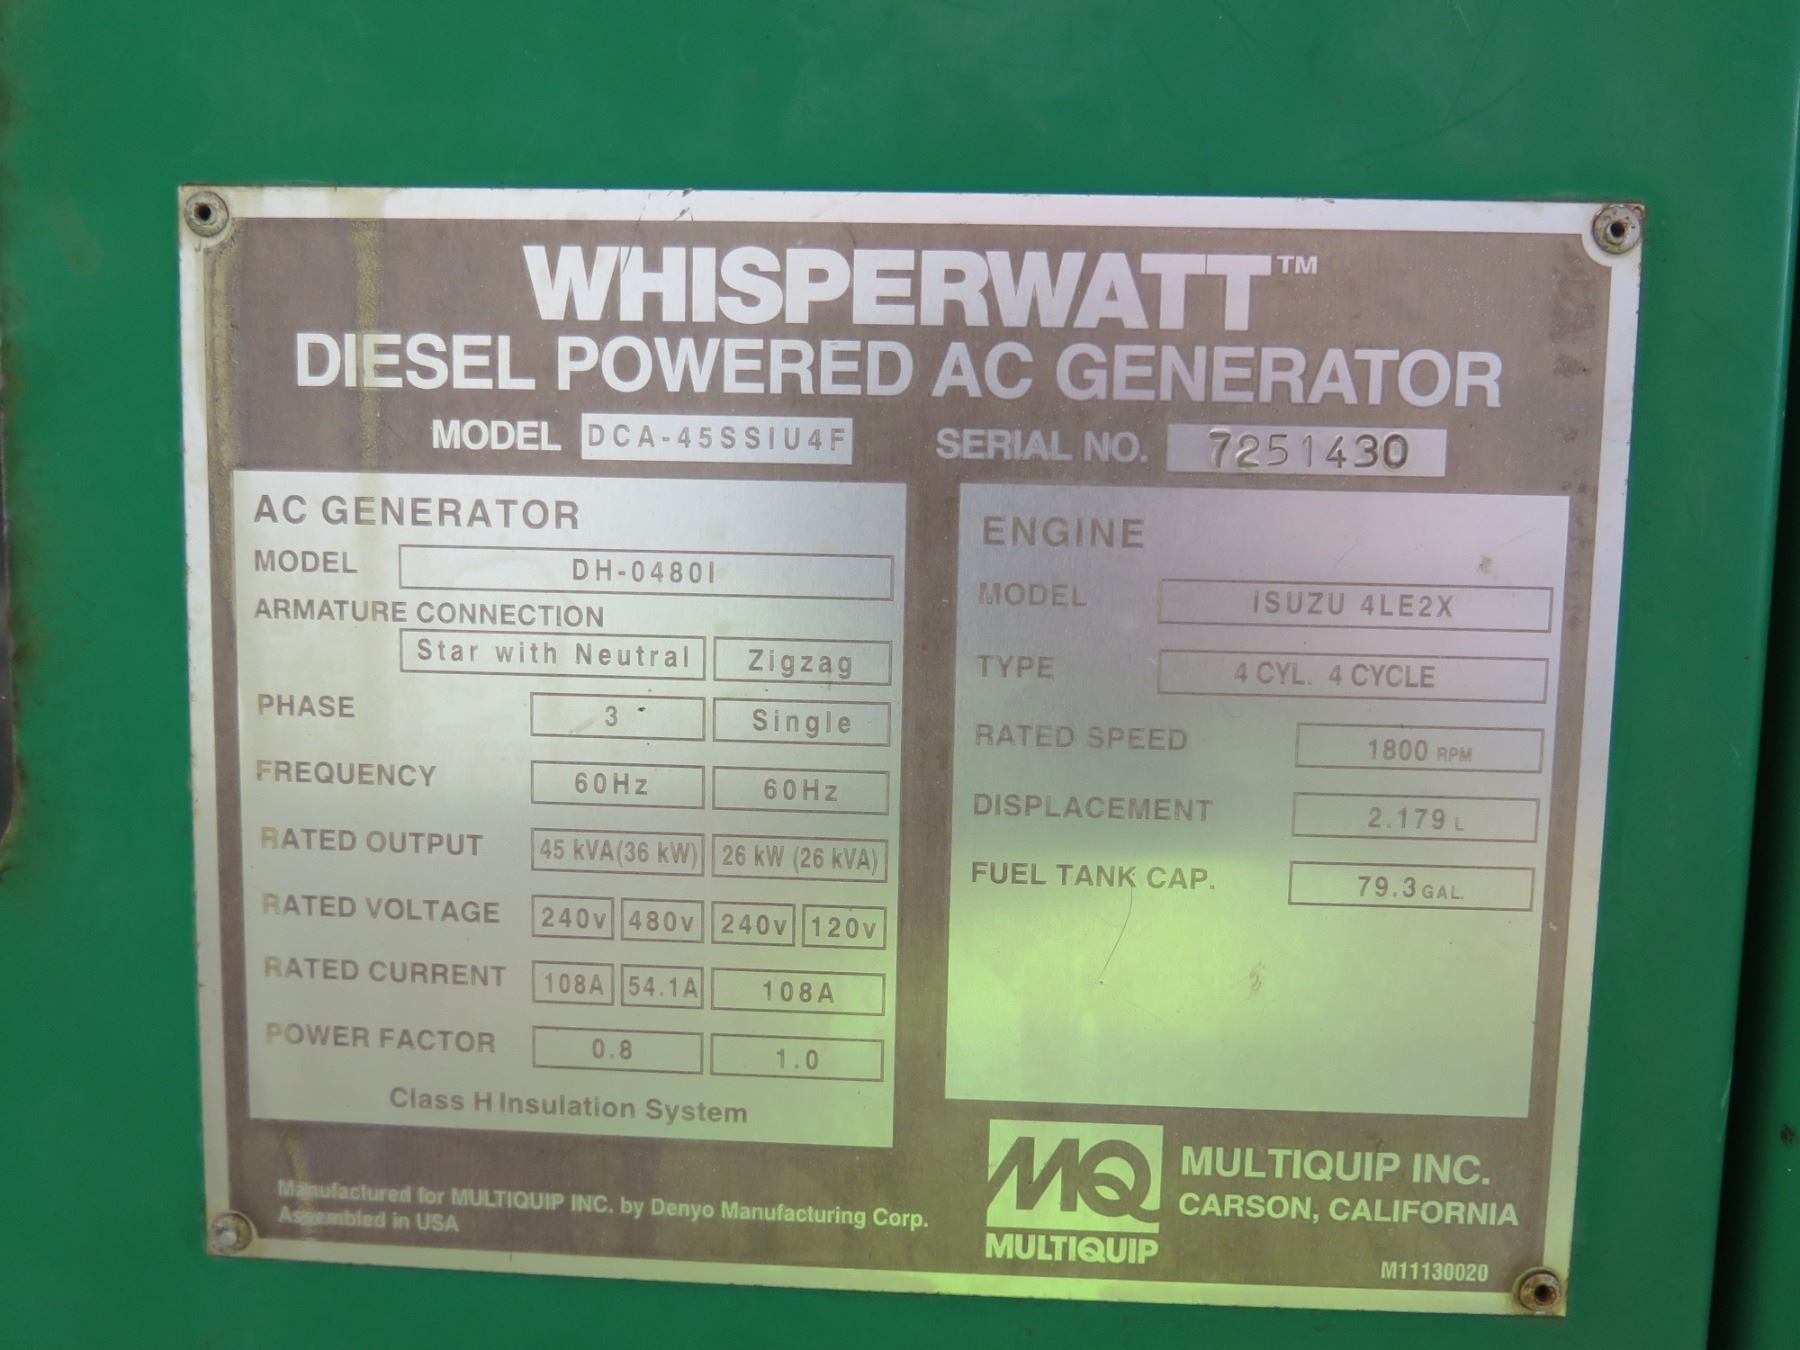 WHISPERWATT™
DIESEL POWERED AC GENERATOR
MODEL DCA-45SSIU4F SERIAL NO. 7251430
AC GENERATOR
MODEL DH-0480I
ARMATURE CONNECTION
Star with Neutral Zigzag
PHASE 3 Single
FREQUENCY 60Hz 60Hz
RATED OUTPUT 45 kVA(36 kW) 26 kW (26 kVA)
RATED VOLTAGE 240v 480v 240v 120v
RATED CURRENT 108A 54.1A 108A
POWER FACTOR 0.8 1.0
Class H Insulation System
ENGINE
MODEL ISUZU 4LE2X
TYPE 4 CYL. 4 CYCLE
RATED SPEED 1800 RPM
DISPLACEMENT 2.179 L
FUEL TANK CAP. 79.3 GAL.
Manufactured for MULTIQUIP INC. by Denyo Manufacturing Corp.
Assembled in USA
MQ
MULTIQUIP
MULTIQUIP INC.
CARSON, CALIFORNIA
M11130020